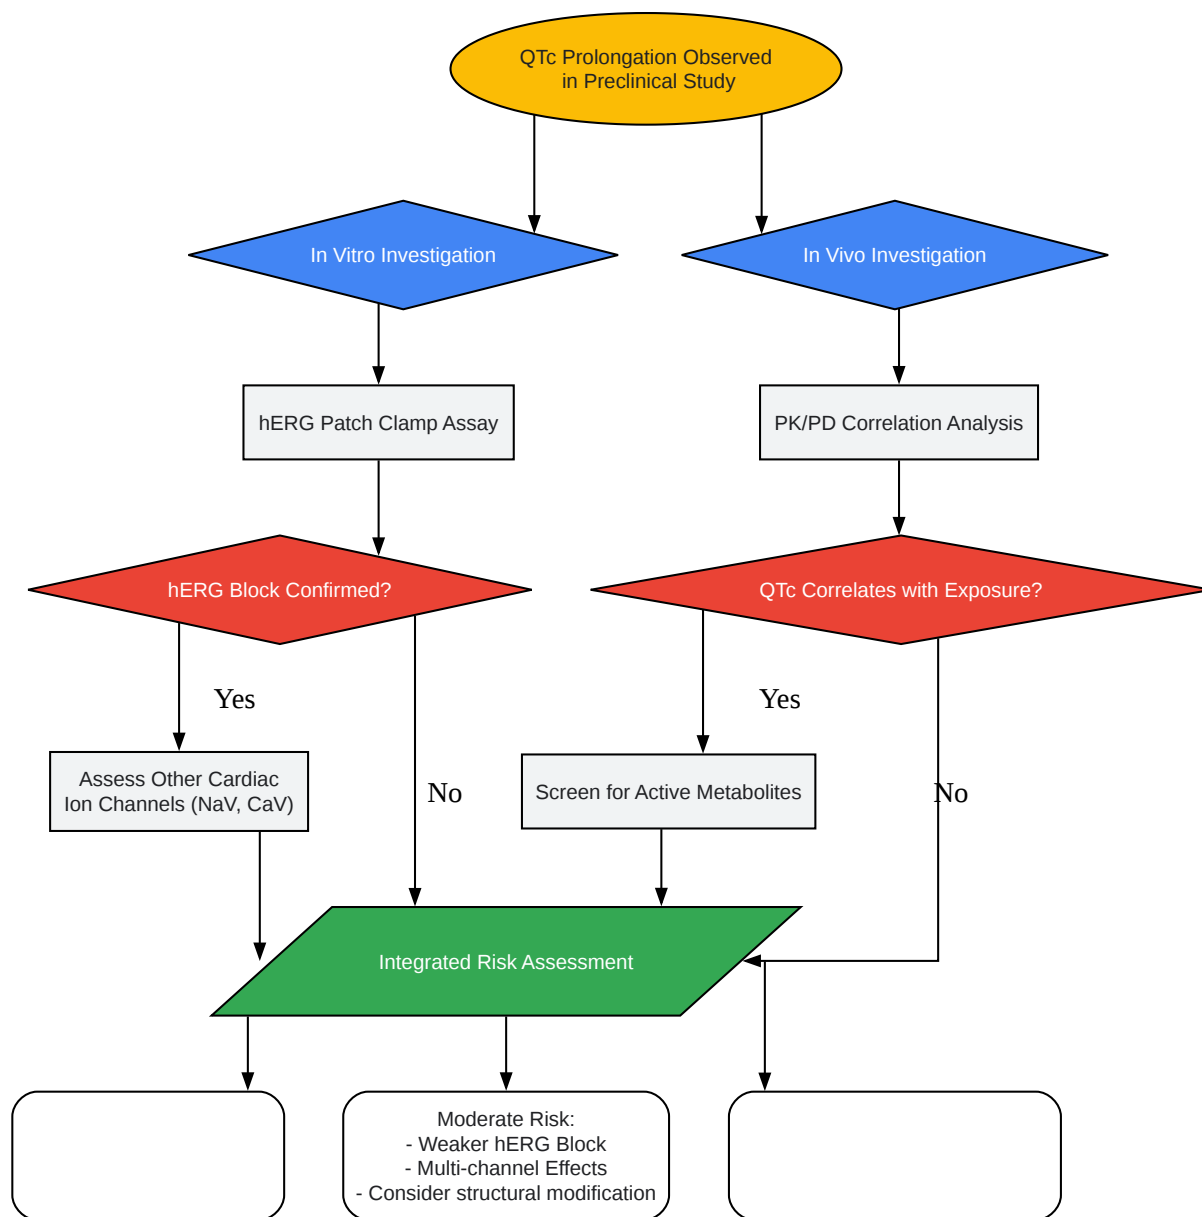 QTc Prolongation Observed
in Preclinical Study
In Vitro Investigation
In Vivo Investigation
hERG Patch Clamp Assay
PK/PD Correlation Analysis
hERG Block Confirmed?
QTc Correlates with Exposure?
Yes
Yes
Assess Other Cardiac
Ion Channels (NaV, CaV)
No
Screen for Active Metabolites
No
Integrated Risk Assessment
Moderate Risk:
- Weaker hERG Block
- Multi-channel Effects
- Consider structural modification